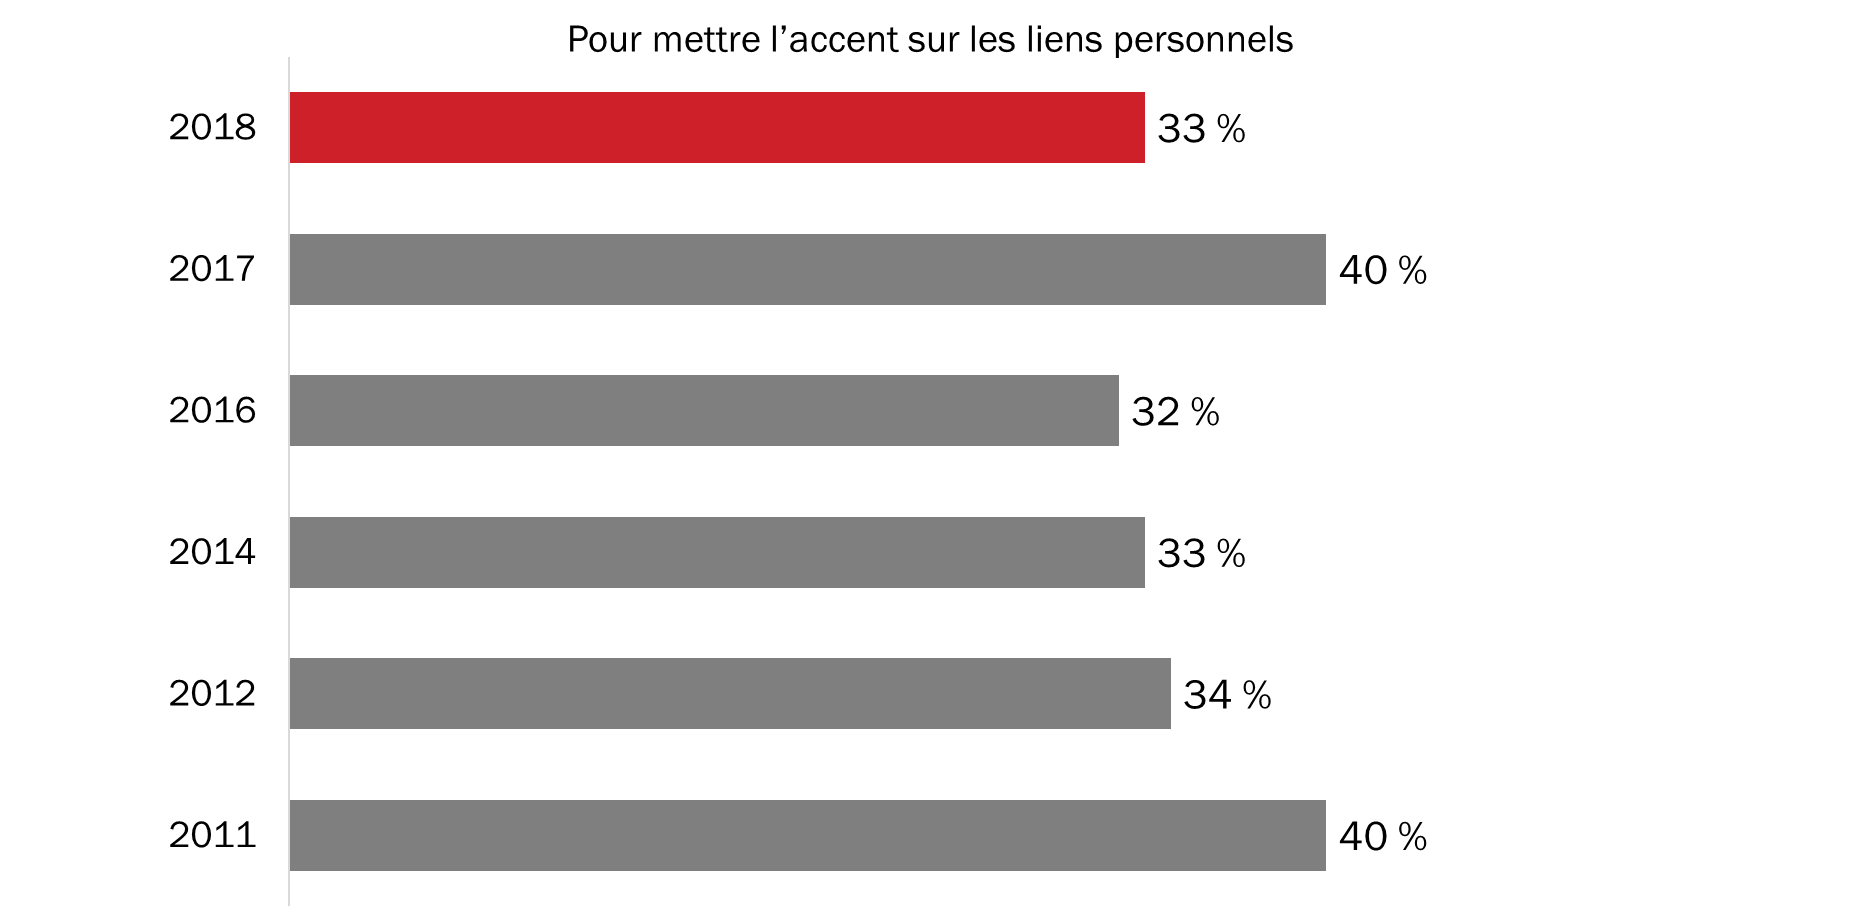 Pour mettre l’accent sur les liens personnels
2018 33 %
2017 40 %
2016 32 %
2014 33 %
2012 34 %
2011 40 %